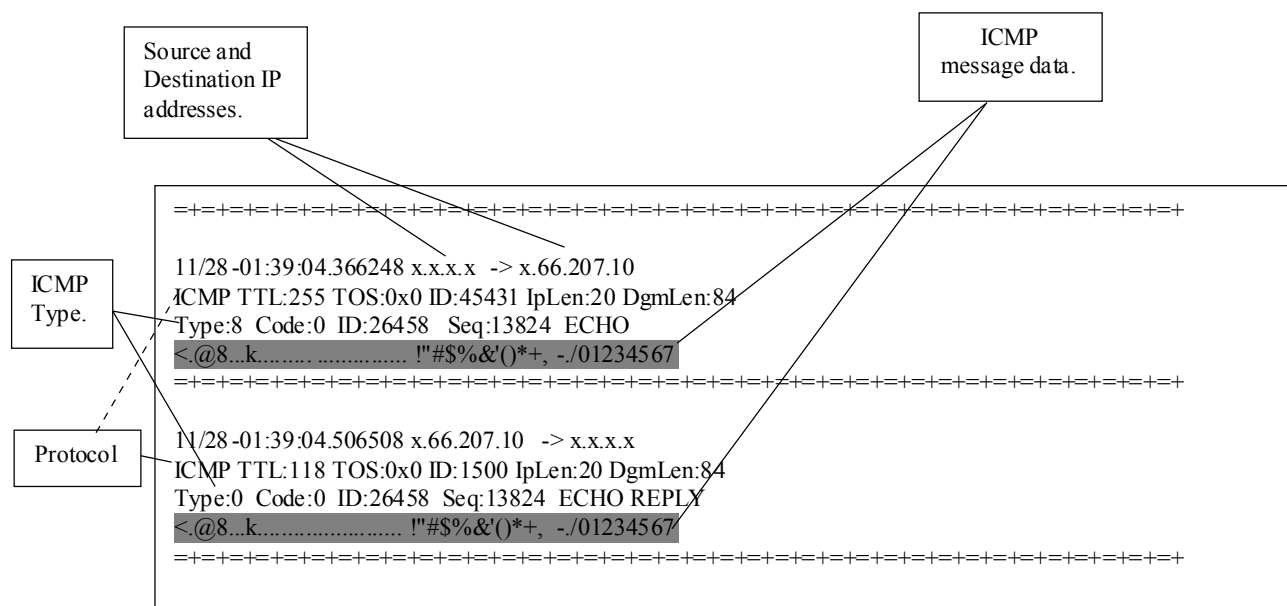 Source and
Destination IP
addresses.
ICMP
message data.
=+=+=+=+=+=+=+=+=+=+=+=+=+=+=+=+=+=+=+=+=+=+=+=+=+=+=+=+=+=+=+=+=+=+=+=+=+
11/28-01:39:04.366248 x.x.x.x -> x.66.207.10
ICMP
Type.
ICMP TTL:255 TOS:0x0 ID:45431 IpLen:20 DgmLen:84
Type:8 Code:0 ID:26458 Seq:13824 ECHO
<.@8...k......... ............... !"#$%&'()*+, -./01234567
=+=+=+=+=+=+=+=+=+=+=+=+=+=+=+=+=+=+=+=+=+=+=+=+=+=+=+=+=+=+=+=+=+=+=+=+=+
11/28-01:39:04.506508 x.66.207.10 -> x.x.x.x
Protocol
ICMP TTL:118 TOS:0x0 ID:1500 IpLen:20 DgmLen:84
Type:0 Code:0 ID:26458 Seq:13824 ECHO REPLY
<.@8...k........................ !"#$%&'()*+, -./01234567
=+=+=+=+=+=+=+=+=+=+=+=+=+=+=+=+=+=+=+=+=+=+=+=+=+=+=+=+=+=+=+=+=+=+=+=+=+